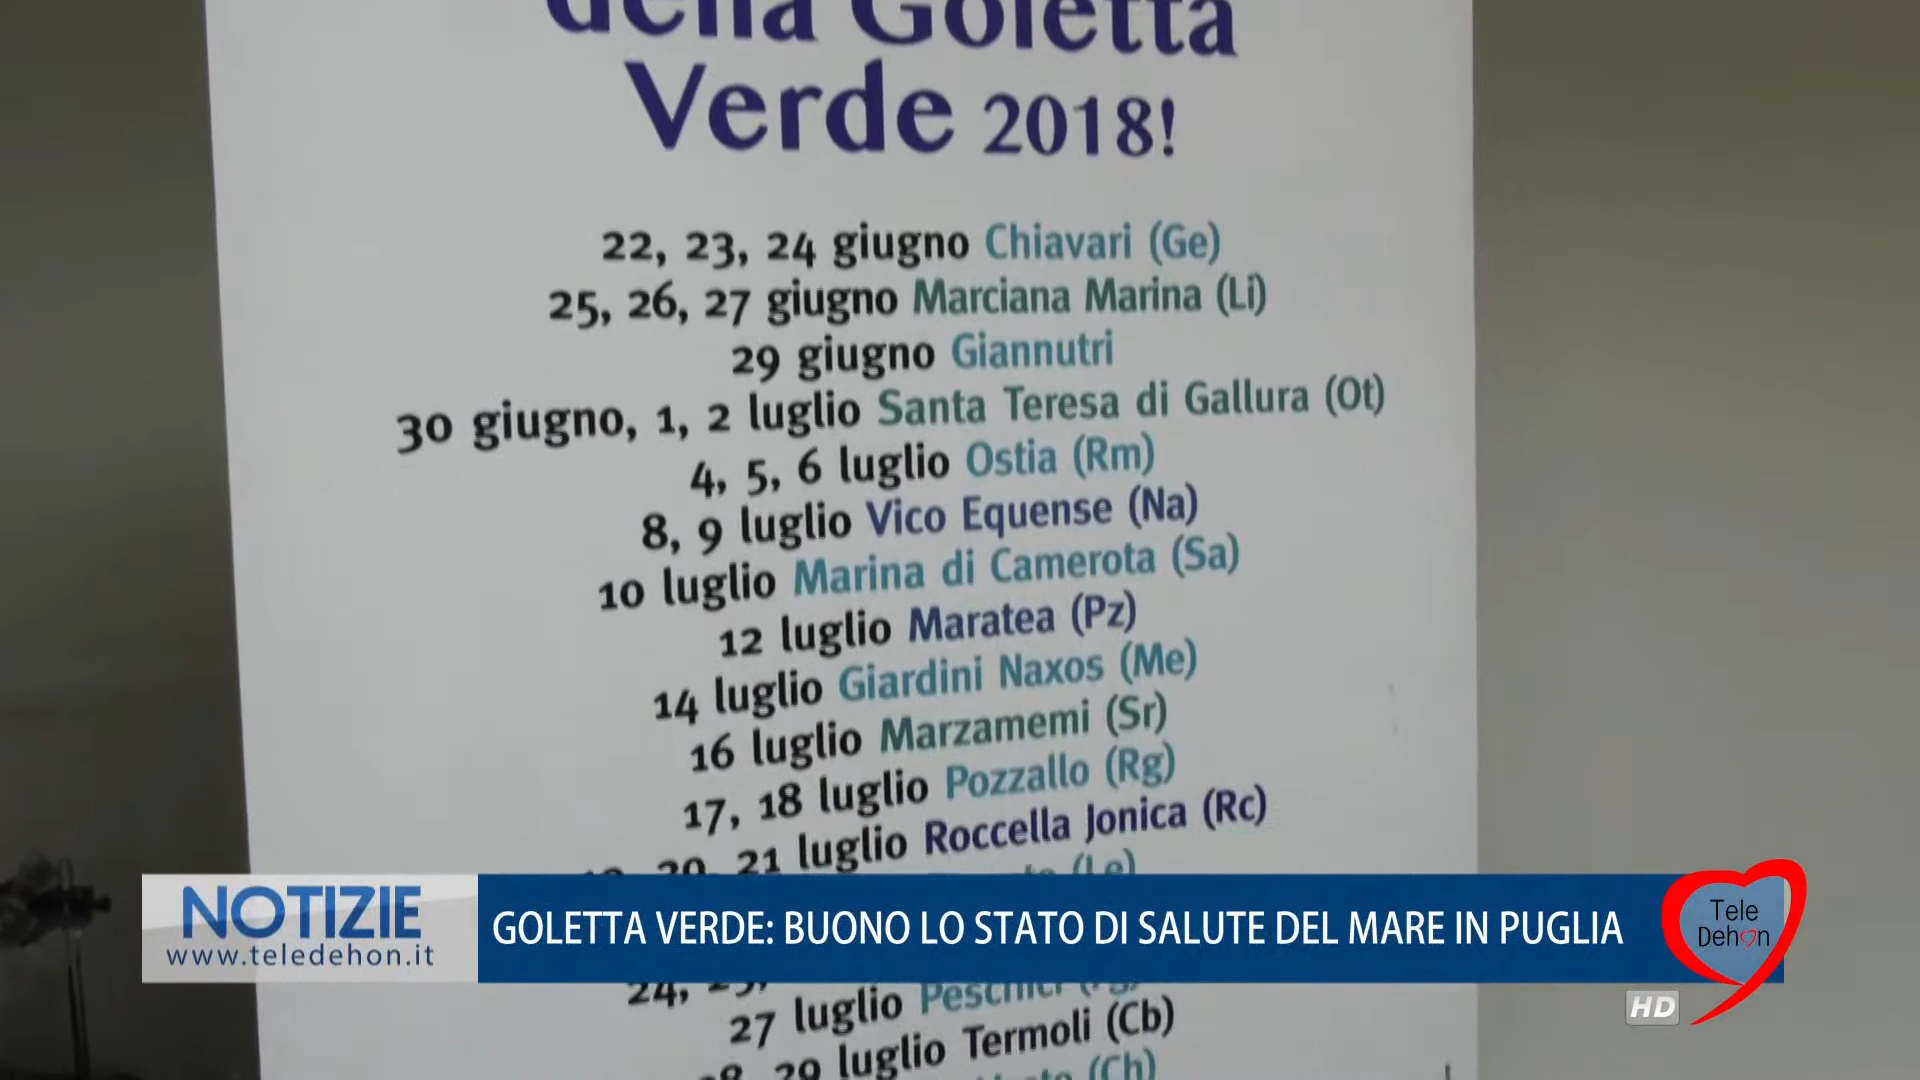 della Goletta
Verde 2018!
22, 23, 24 giugno Chiavari (Ge)
25, 26, 27 giugno Marciana Marina (Li)
29 giugno Giannutri
30 giugno, 1, 2 luglio Santa Teresa di Gallura (Ot)
4, 5, 6 luglio Ostia (Rm)
8, 9 luglio Vico Equense (Na)
10 luglio Marina di Camerota (Sa)
12 luglio Maratea (Pz)
14 luglio Giardini Naxos (Me)
16 luglio Marzamemi (Sr)
17, 18 luglio Pozzallo (Rg)
20, 21 luglio Roccella Jonica (Rc)
(Le)
NOTIZIE
www.teledehon.it
GOLETTA VERDE: BUONO LO STATO DI SALUTE DEL MARE IN PUGLIA
Tele
Dehon
HD
24,
27 luglio Peschici
29 luglio Termoli (Cb)
(Ch)